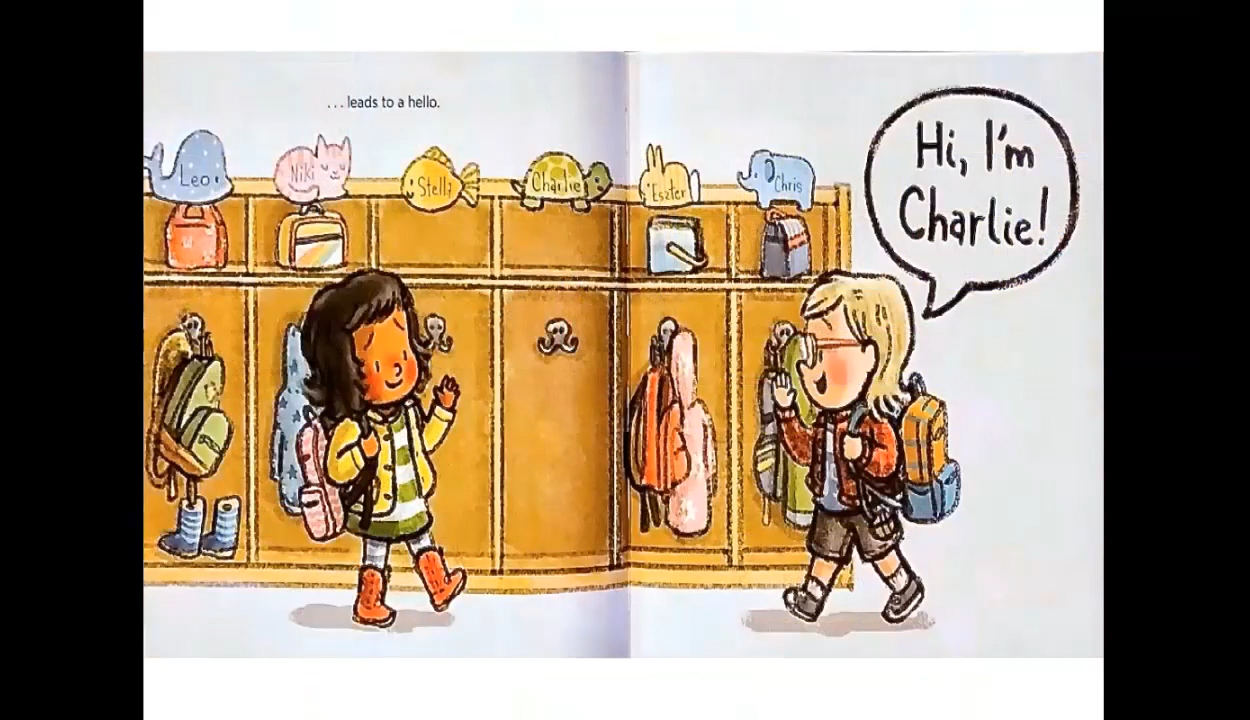 . . . leads to a hello.
Leo
Niki
Stella
Charlie
Eszter
Chris
Hi, I'm
Charlie!